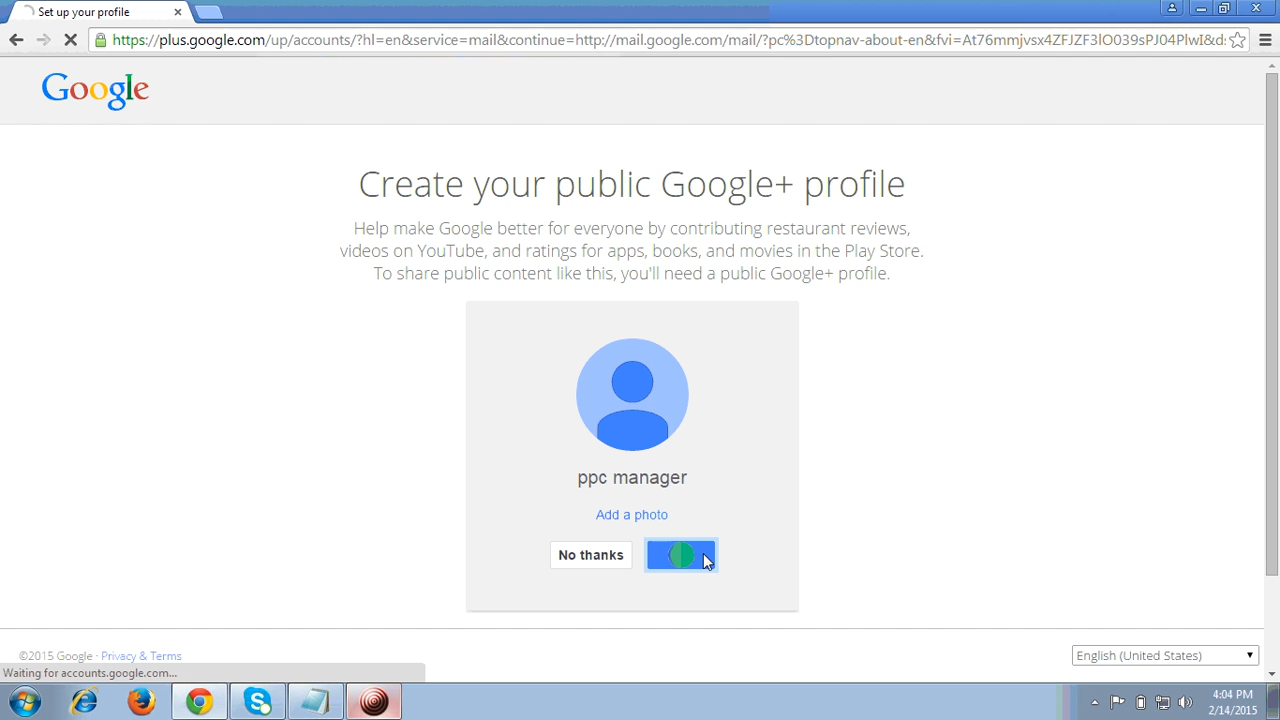 Set up your profile
https://plus.google.com/up/accounts/?hl=en&service=mail&continue=http://mail.google.com/mail/?pc%3Dtopnav-about-en&fvi=At76mmjvsx4ZFJZF3lO039sPJ04PlwI&d
Google
Create your public Google+ profile
Help make Google better for everyone by contributing restaurant reviews,
videos on YouTube, and ratings for apps, books, and movies in the Play Store.
To share public content like this, you'll need a public Google+ profile.
ppc manager
Add a photo
No thanks
©2015 Google · Privacy & Terms
English (United States)
Waiting for accounts.google.com...
4:04 PM
2/14/2015